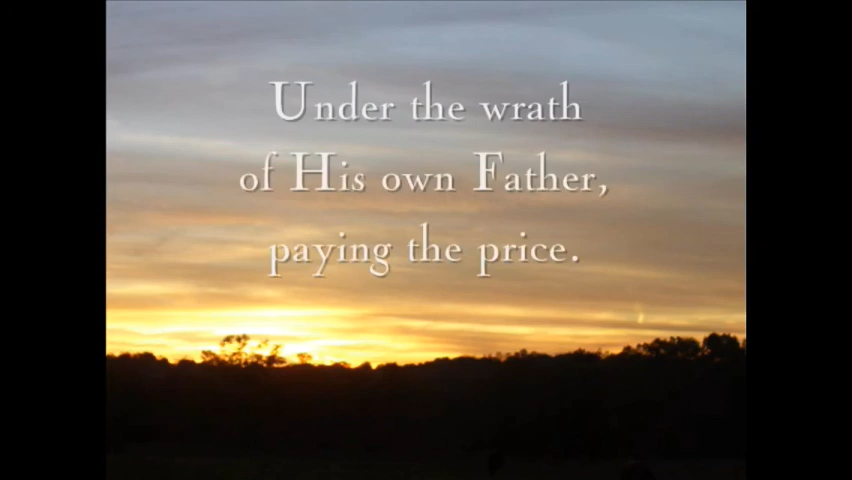 Under the wrath
of His own Father,
paying the price.